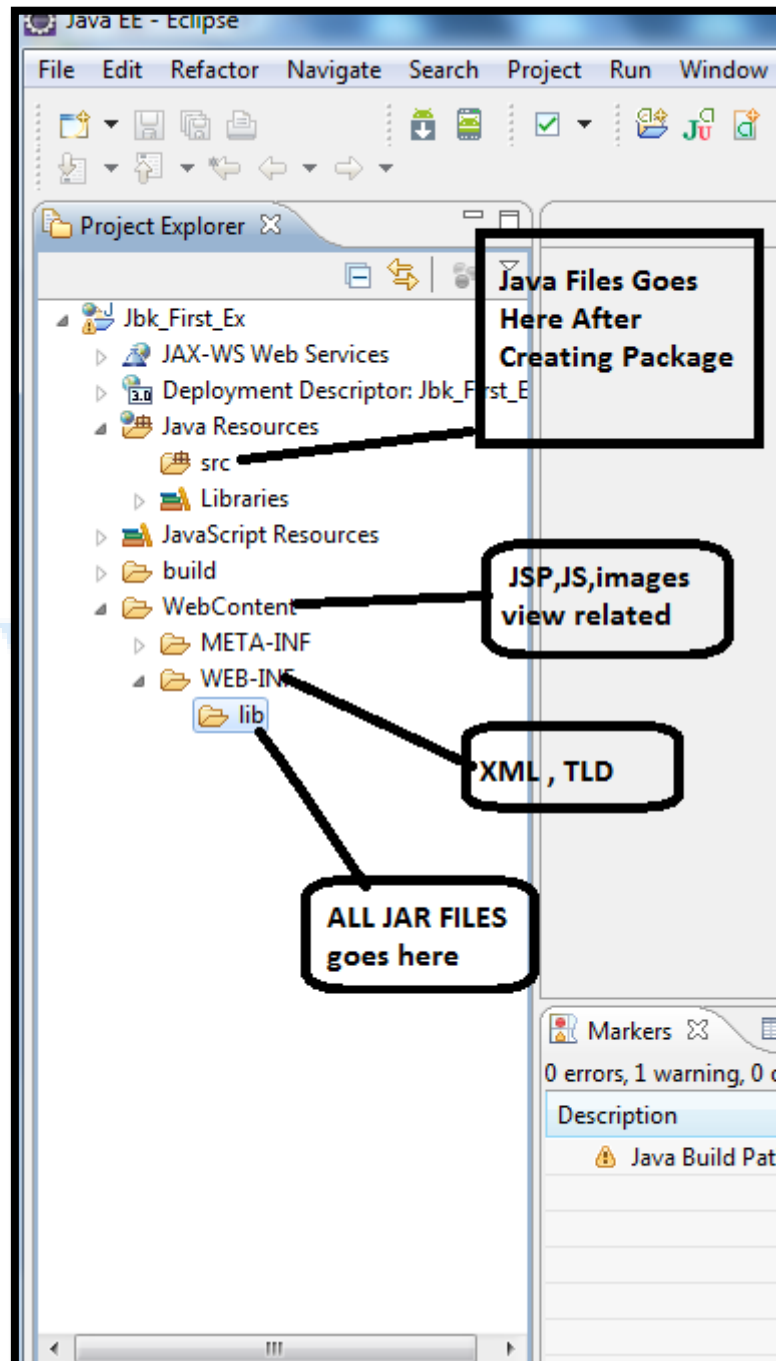 Java EE - Eclipse
File Edit Refactor Navigate Search Project Run Window
Project Explorer
Java Files Goes
Here After
Creating Package
Jbk_First_Ex
JAX-WS Web Services
Deployment Descriptor: Jbk_First_E
Java Resources
src
Libraries
JavaScript Resources
build
WebContent
META-INF
WEB-INF
lib
JSP,JS,images
view related
XML , TLD
ALL JAR FILES
goes here
Markers
0 errors, 1 warning, 0
Description
Java Build Pat